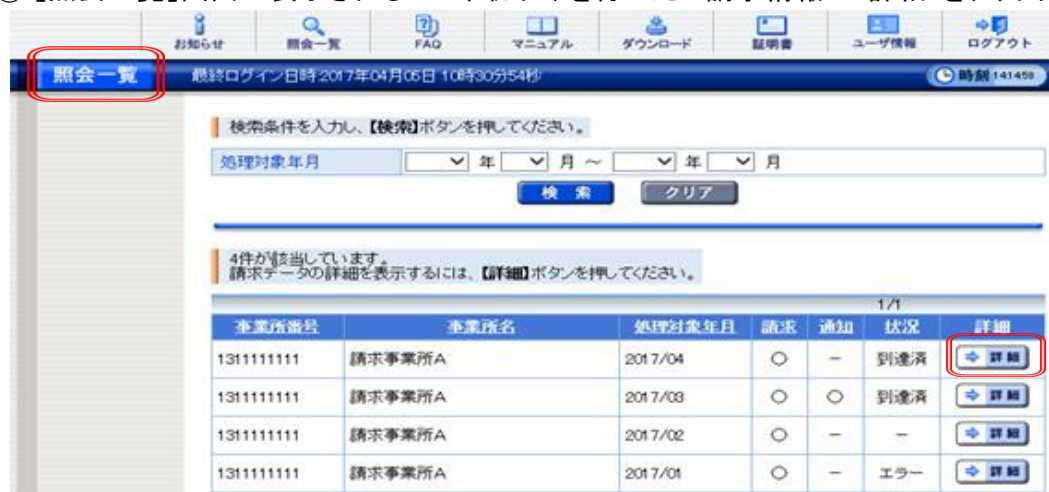 お知らせ 照会一覧 FAQ マニュアル ダウンロード 証明書 ユーザ情報 ログアウト
照会一覧 最終ログイン日時:2017年04月05日 10時30分54秒 時刻 141458
検索条件を入力し、【検索】ボタンを押してください。
処理対象年月 年 月 ~ 年 月
検 索 クリア
4件が該当しています。
請求データの詳細を表示するには、【詳細】ボタンを押してください。
1/1
事業所番号 事業所名 処理対象年月 請求 通知 状況 詳細
1311111111 請求事業所A 2017/04 ○ - 到達済 詳細
1311111111 請求事業所A 2017/03 ○ ○ 到達済 詳細
1311111111 請求事業所A 2017/02 ○ - - 詳細
1311111111 請求事業所A 2017/01 ○ - エラー 詳細